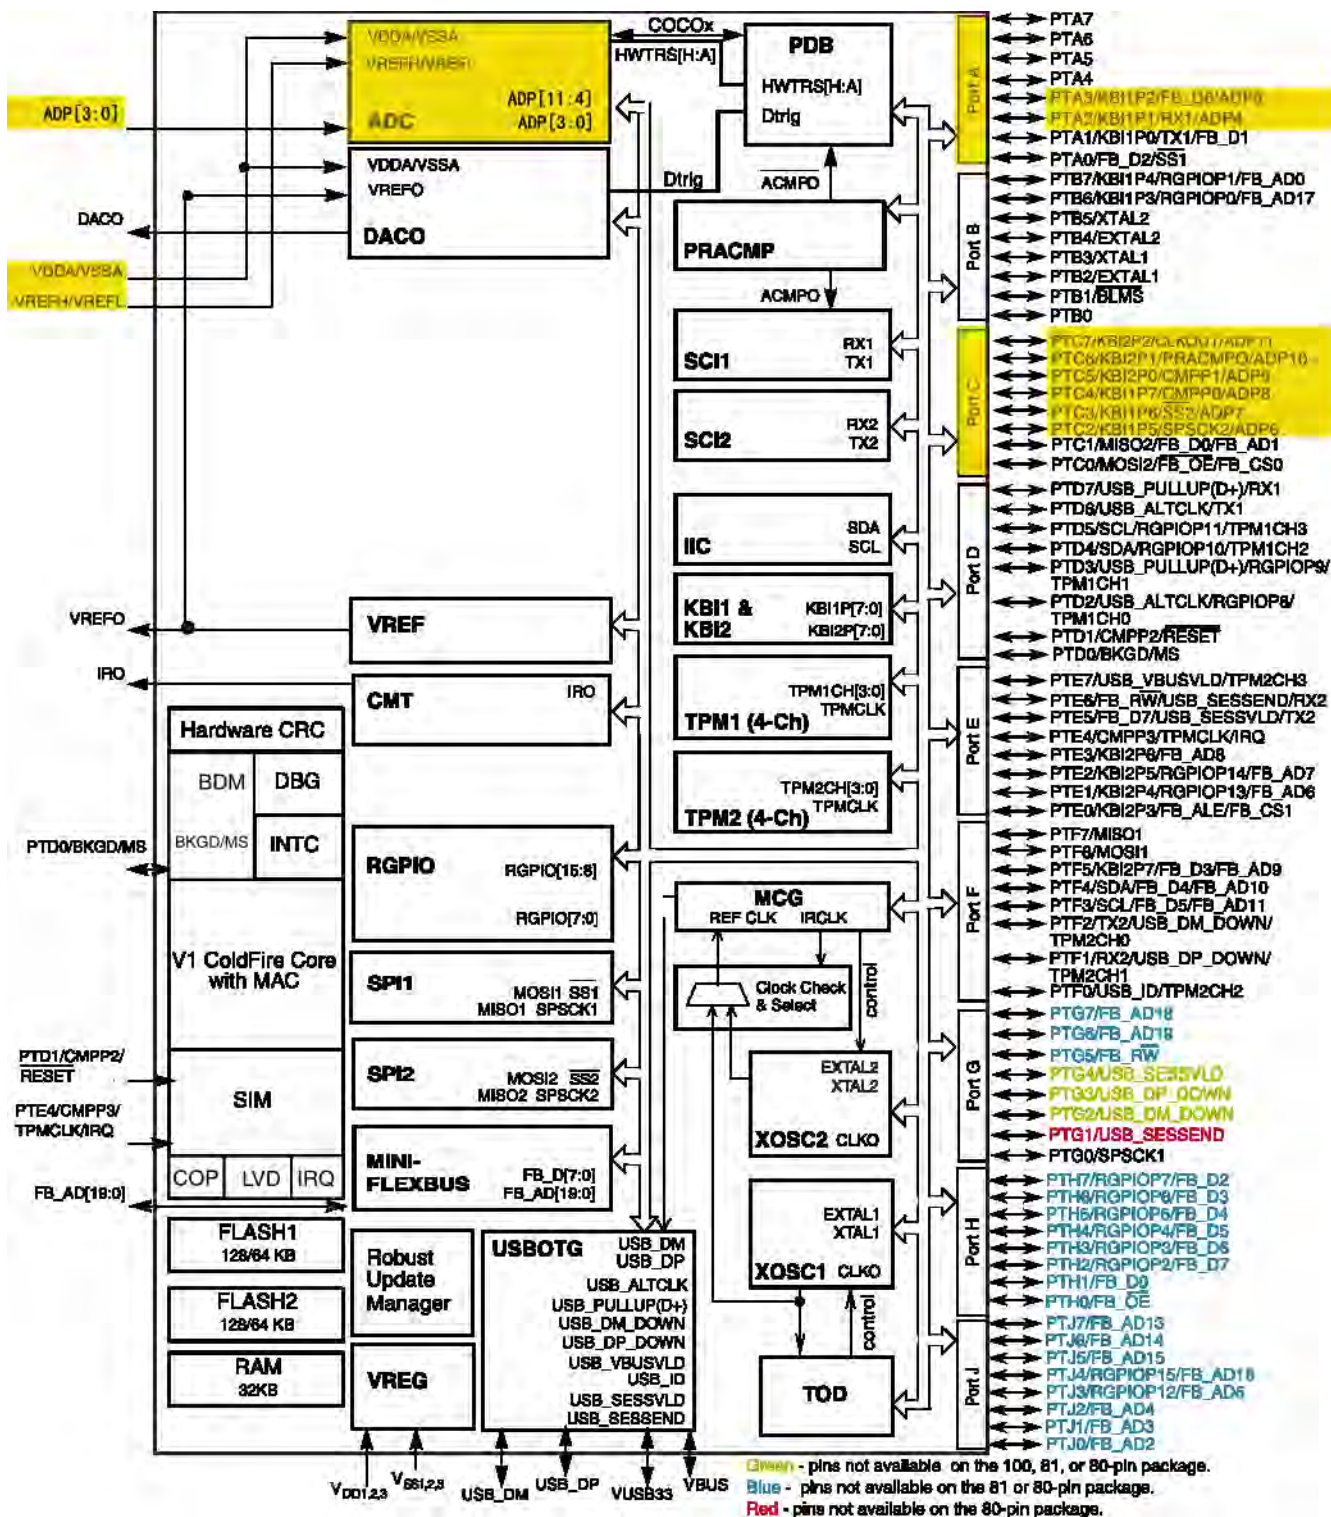 ADP[3:0]
DACO
VDDA/VSSA
VREFH/VREFL
VREFO
IRO
PTD0/BKGD/MS
PTD1/CMPP2/
RESET
PTE4/CMPP3/
TPMCLK/IRQ
FB_AD[19:0]
VDDA/VSSA
VREFH/VREFL
ADP[11:4]
ADP[3:0]
ADC
VDDA/VSSA
VREFO
DACO
COCOx
HWTRS[H:A]
Dtrig
PDB
HWTRS[H:A]
Dtrig
ACMPO
PRACMP
ACMPO
SCI1
RX1
TX1
SCI2
RX2
TX2
IIC
SDA
SCL
KBI1 &
KBI2
KBI1P[7:0]
KBI2P[7:0]
TPM1CH[3:0]
TPMCLK
TPM1 (4-Ch)
TPM2CH[3:0]
TPMCLK
TPM2 (4-Ch)
VREF
CMT
IRO
Hardware CRC
BDM
DBG
BKGD/MS
INTC
V1 ColdFire Core
with MAC
SIM
COP
LVD
IRQ
FLASH1
128/64 KB
FLASH2
128/64 KB
RAM
32KB
RGPIO
RGPIO[15:8]
RGPIO[7:0]
SPI1
MOSI1 SS1
MISO1 SPSCK1
SPI2
MOSI2 SS2
MISO2 SPSCK2
MINI-
FLEXBUS
FB_D[7:0]
FB_AD[19:0]
Robust
Update
Manager
VREG
USBOTG
USB_DM
USB_DP
USB_ALTCLK
USB_PULLUP(D+)
USB_DM_DOWN
USB_DP_DOWN
USB_VBUSVLD
USB_ID
USB_SESSVLD
USB_SESSEND
MCG
REF CLK
IRCLK
Clock Check
& Select
control
EXTAL2
XTAL2
XOSC2 CLKO
EXTAL1
XTAL1
XOSC1 CLKO
control
TOD
VDD1,2,3
VSS1,2,3
USB_DM
USB_DP
VUSB33
VBUS
Port A
PTA7
PTA6
PTA5
PTA4
PTA3/KBI1P2/FB_D6/ADP5
PTA2/KBI1P1/RX1/ADP4
PTA1/KBI1P0/TX1/FB_D1
PTA0/FB_D2/SS1
Port B
PTB7/KBI1P4/RGPIOP1/FB_AD0
PTB6/KBI1P3/RGPIOP0/FB_AD17
PTB5/XTAL2
PTB4/EXTAL2
PTB3/XTAL1
PTB2/EXTAL1
PTB1/BLMS
PTB0
Port C
PTC7/KBI2P2/CLKOUT/ADP11
PTC6/KBI2P1/PRACMPO/ADP10
PTC5/KBI2P0/CMPP1/ADP9
PTC4/KBI1P7/CMPP0/ADP8
PTC3/KBI1P6/SS2/ADP7
PTC2/KBI1P5/SPSCK2/ADP6
PTC1/MISO2/FB_D0/FB_AD1
PTC0/MOSI2/FB_OE/FB_CS0
Port D
PTD7/USB_PULLUP(D+)/RX1
PTD6/USB_ALTCLK/TX1
PTD5/SCL/RGPIOP11/TPM1CH3
PTD4/SDA/RGPIOP10/TPM1CH2
PTD3/USB_PULLUP(D+)/RGPIOP9/
TPM1CH1
PTD2/USB_ALTCLK/RGPIOP8/
TPM1CH0
PTD1/CMPP2/RESET
PTD0/BKGD/MS
Port E
PTE7/USB_VBUSVLD/TPM2CH3
PTE6/FB_RW/USB_SESSEND/RX2
PTE5/FB_D7/USB_SESSVLD/TX2
PTE4/CMPP3/TPMCLK/IRQ
PTE3/KBI2P6/FB_AD8
PTE2/KBI2P5/RGPIOP14/FB_AD7
PTE1/KBI2P4/RGPIOP13/FB_AD6
PTE0/KBI2P3/FB_ALE/FB_CS1
Port F
PTF7/MISO1
PTF6/MOSI1
PTF5/KBI2P7/FB_D3/FB_AD9
PTF4/SDA/FB_D4/FB_AD10
PTF3/SCL/FB_D5/FB_AD11
PTF2/TX2/USB_DM_DOWN/
TPM2CH0
PTF1/RX2/USB_DP_DOWN/
TPM2CH1
PTF0/USB_ID/TPM2CH2
Port G
PTG7/FB_AD18
PTG6/FB_AD19
PTG5/FB_RW
PTG4/USB_SESSVLD
PTG3/USB_DP_DOWN
PTG2/USB_DM_DOWN
PTG1/USB_SESSEND
PTG0/SPSCK1
Port H
PTH7/RGPIOP7/FB_D2
PTH6/RGPIOP6/FB_D3
PTH5/RGPIOP5/FB_D4
PTH4/RGPIOP4/FB_D5
PTH3/RGPIOP3/FB_D6
PTH2/RGPIOP2/FB_D7
PTH1/FB_D0
PTH0/FB_OE
Port J
PTJ7/FB_AD13
PTJ6/FB_AD14
PTJ5/FB_AD15
PTJ4/RGPIOP15/FB_AD16
PTJ3/RGPIOP12/FB_AD5
PTJ2/FB_AD4
PTJ1/FB_AD3
PTJ0/FB_AD2
Green - pins not available on the 100, 81, or 80-pin package.
Blue - pins not available on the 81 or 80-pin package.
Red - pins not available on the 80-pin package.